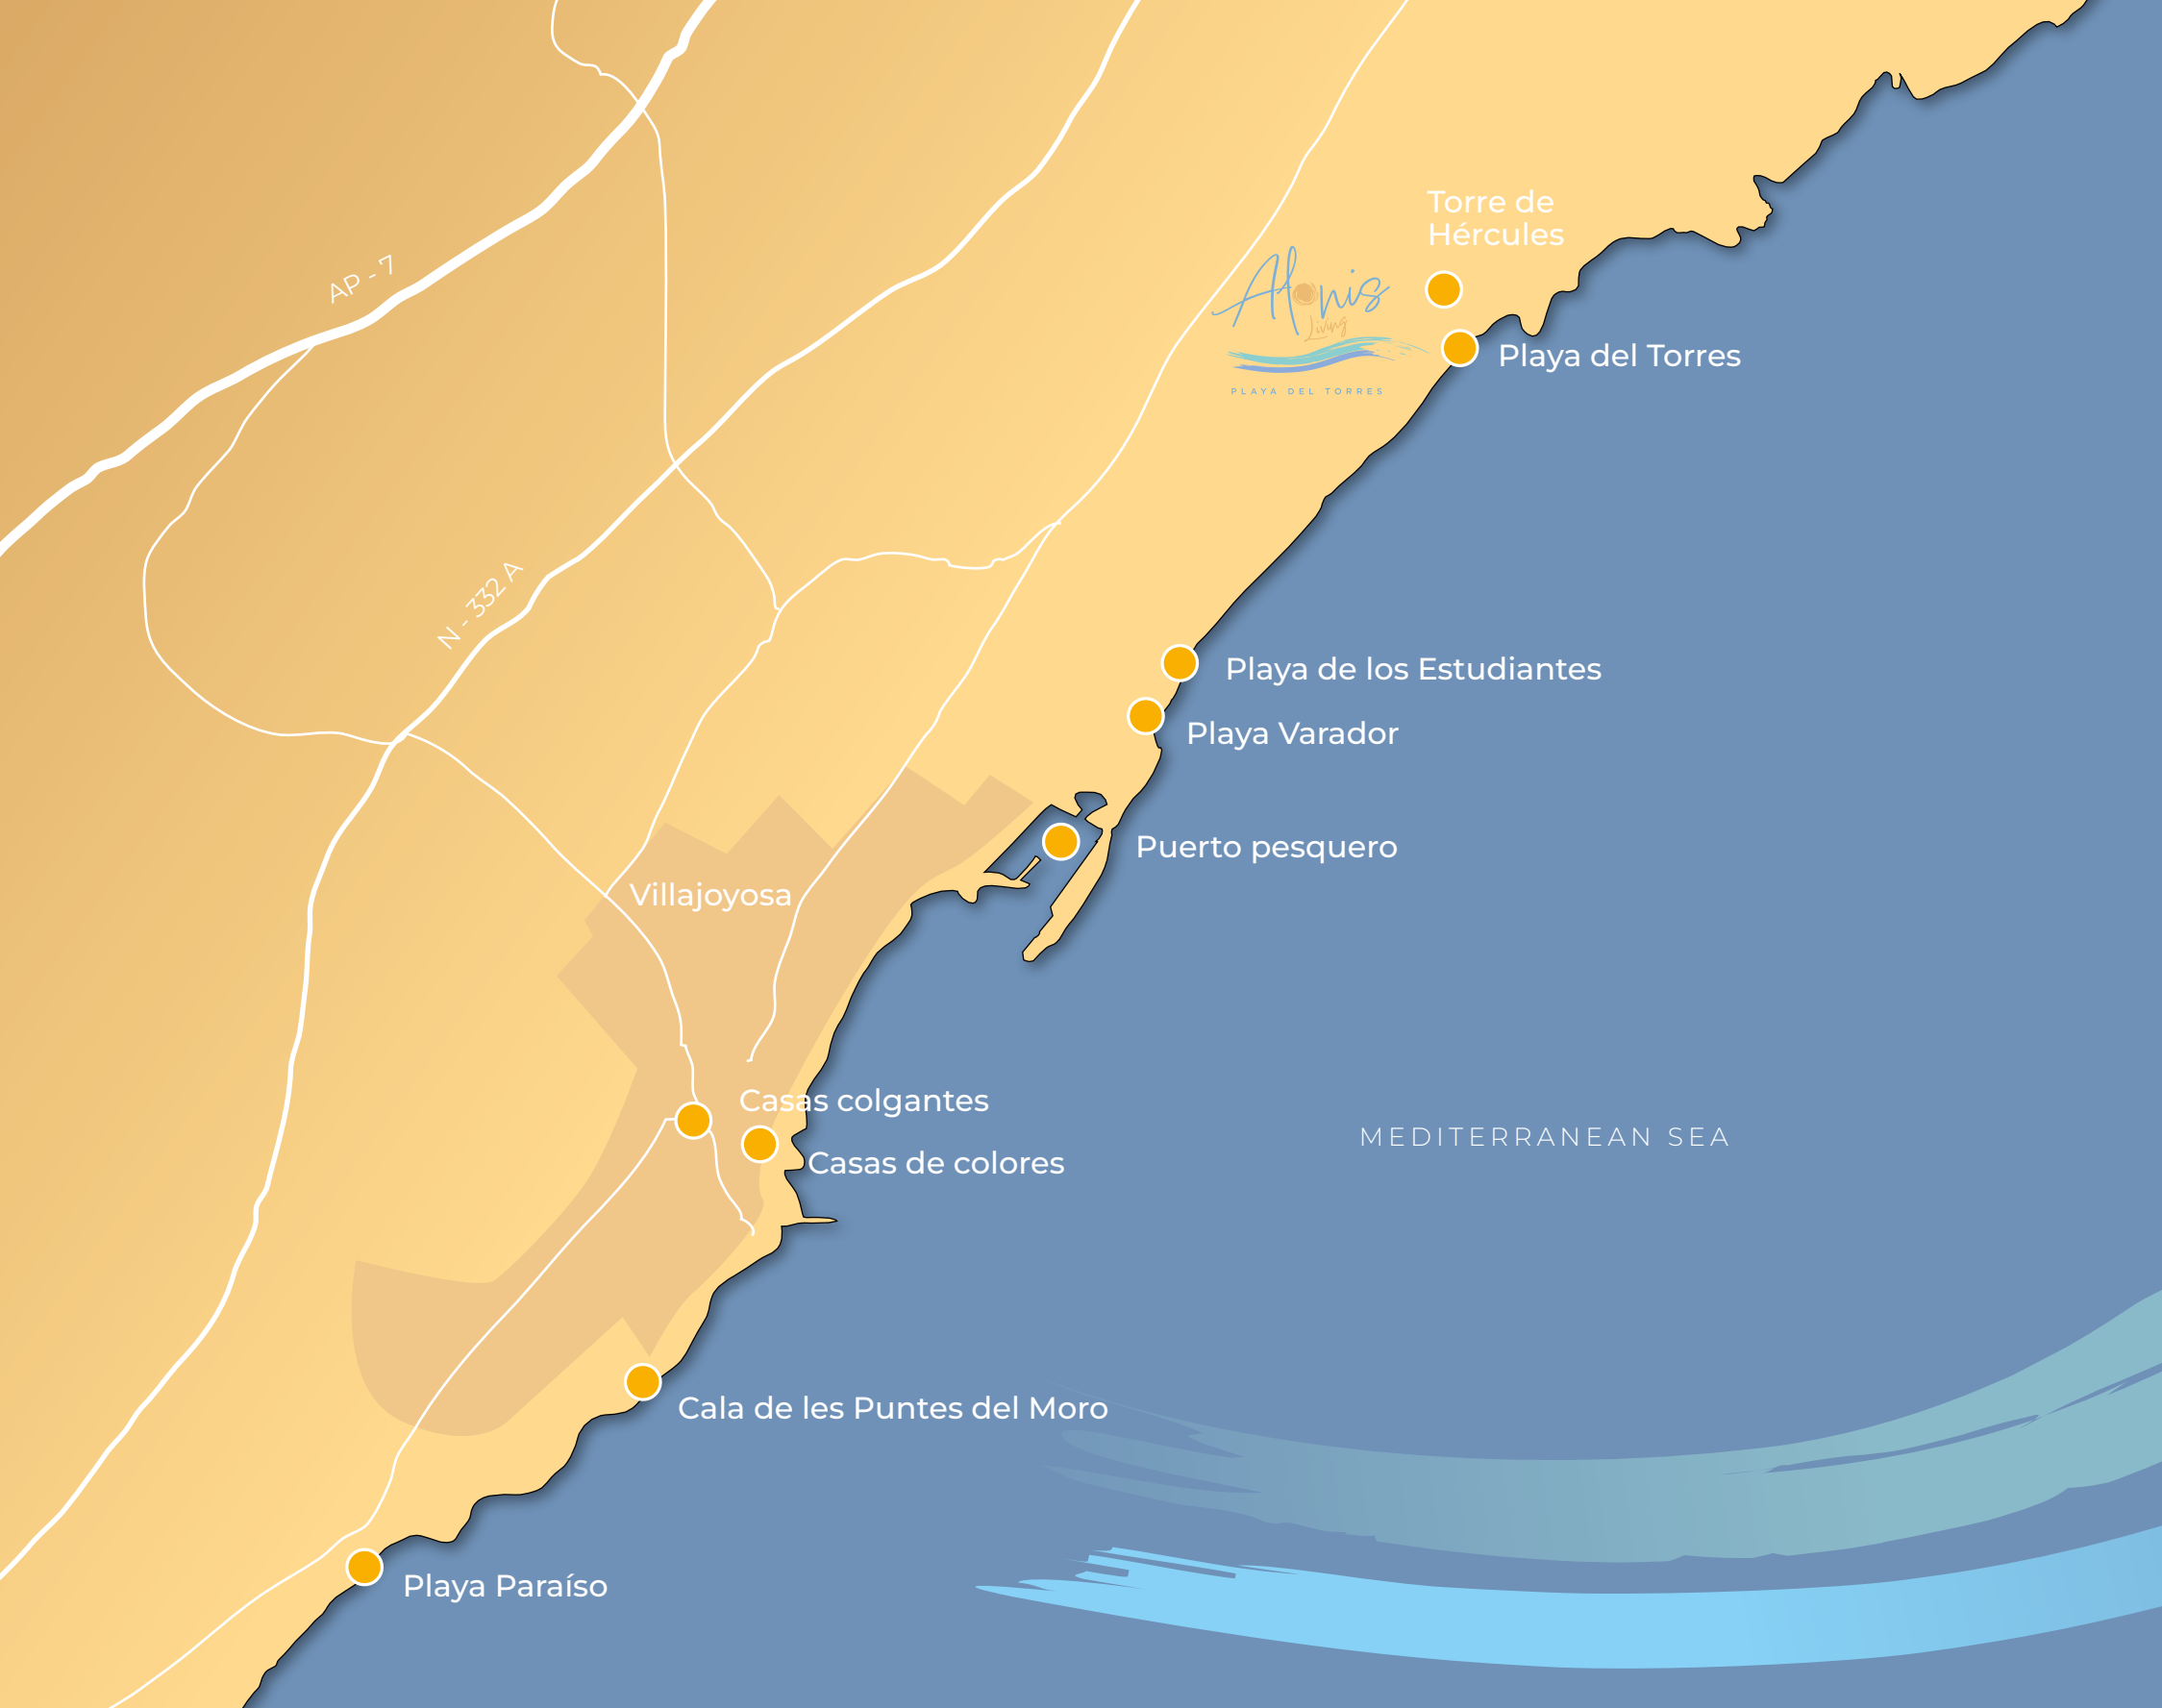 Torre de
Hércules
AP - 7
Alonis
Living
PLAYA DEL TORRES
Playa del Torres
N - 332 A
Playa de los Estudiantes
Playa Varador
Puerto pesquero
Villajoyosa
Casas colgantes
MEDITERRANEAN SEA
Casas de colores
Cala de les Puntes del Moro
Playa Paraíso